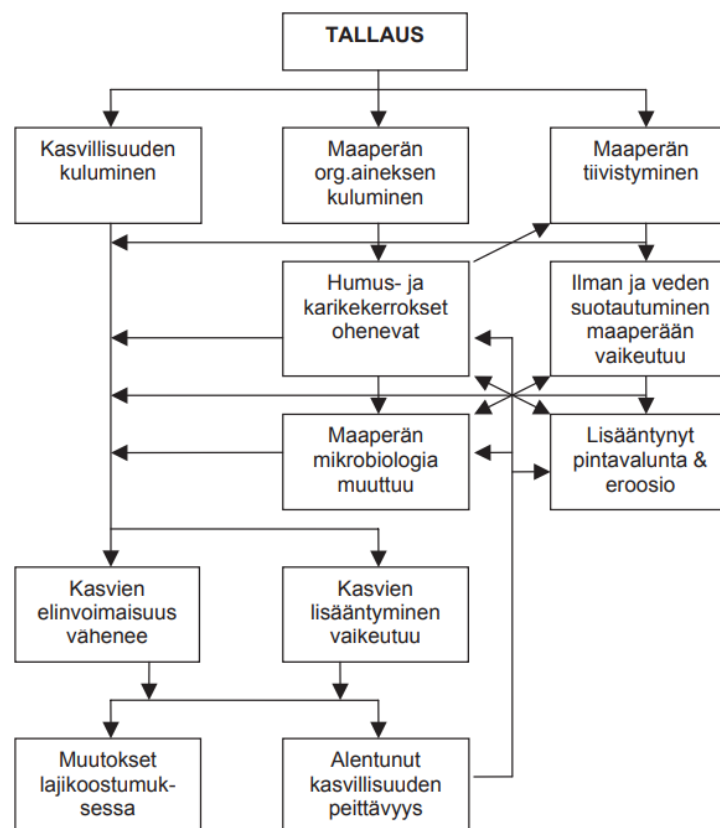 TALLAUS
Kasvillisuuden
kuluminen
Maaperän
org.aineksen
kuluminen
Maaperän
tiivistyminen
Humus- ja
karikekerrokset
ohenevat
Ilman ja veden
suotautuminen
maaperään
vaikeutuu
Maaperän
mikrobiologia
muuttuu
Lisääntynyt
pintavalunta &
eroosio
Kasvien
elinvoimaisuus
vähenee
Kasvien
lisääntyminen
vaikeutuu
Muutokset
lajikoostumuk-
sessa
Alentunut
kasvillisuuden
peittävyys